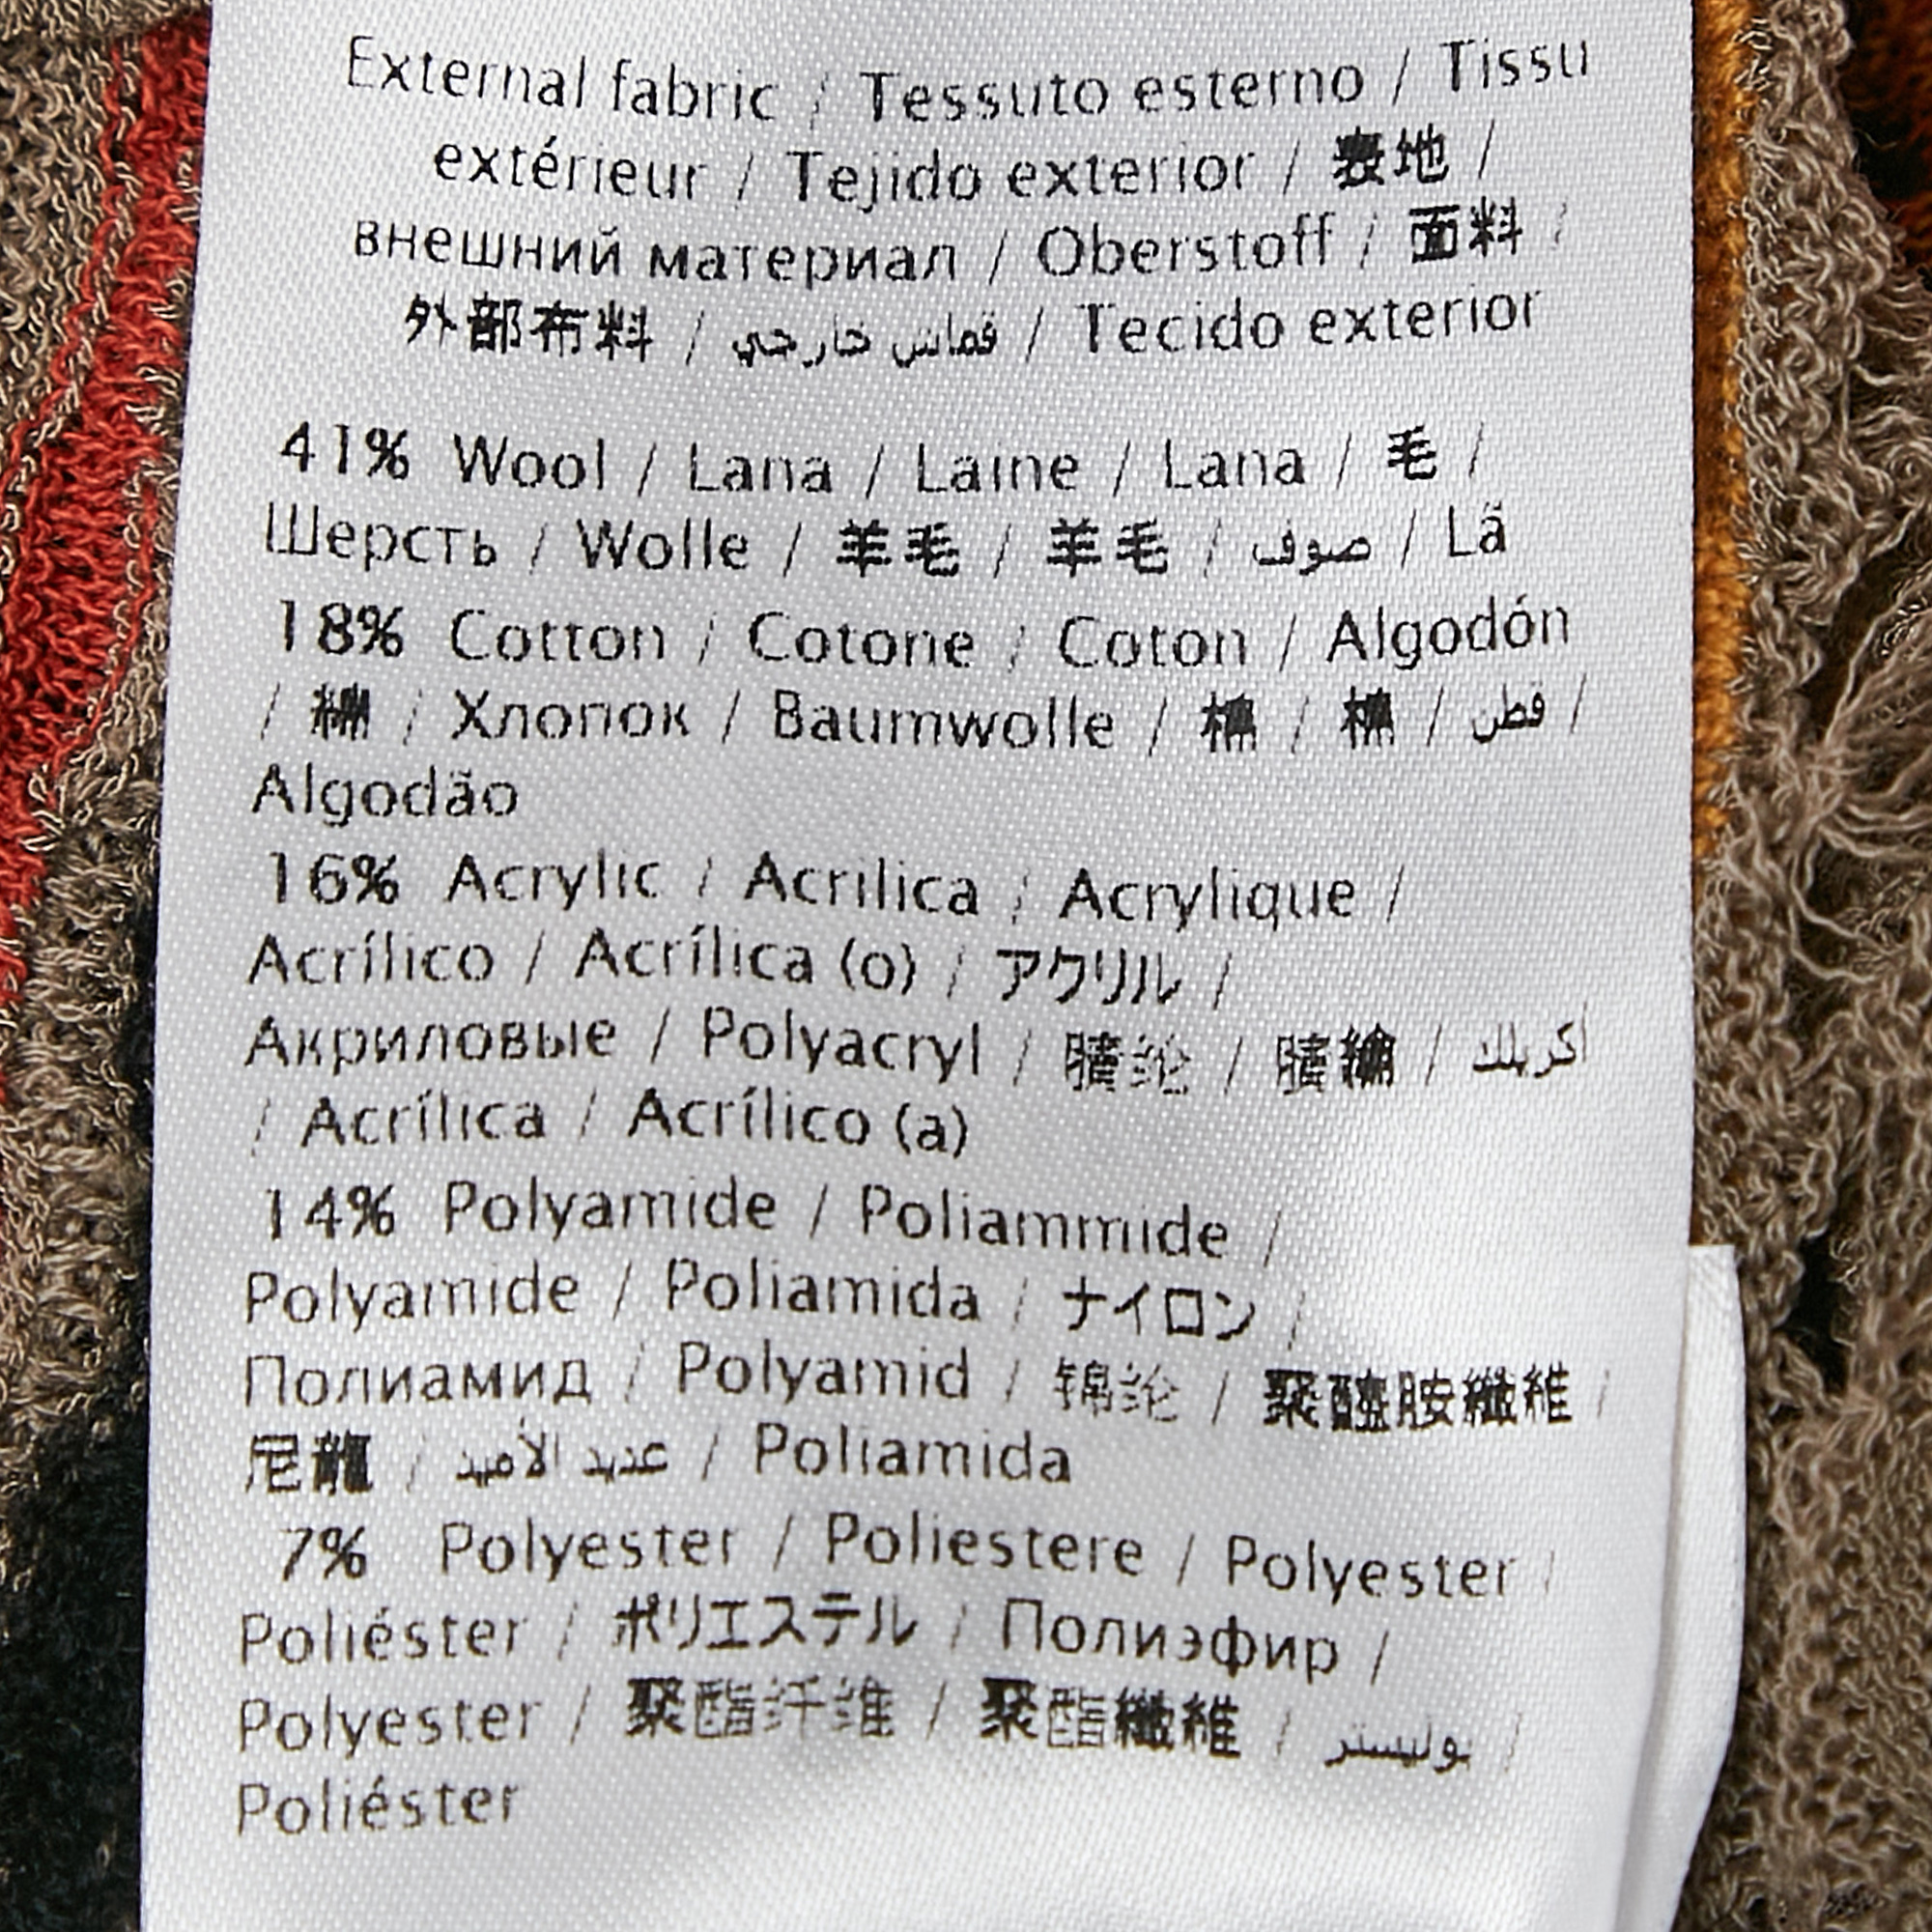 External fabric / Tessuto esterno / Tissu
extérieur / Tejido exterior / 表地 /
внешний материал / Oberstoff / 面料 /
外部布料 / قماش خارجي / Tecido exterior
41% Wool / Lana / Laine / Lana / 毛 /
Шерсть / Wolle / 羊毛 / 羊毛 / صوف / Lã
18% Cotton / Cotone / Coton / Algodón
/ 綿 / Хлопок / Baumwolle / 棉 / 棉 / قطن /
Algodão
16% Acrylic / Acrilica / Acrylique /
Acrílico / Acrílica (o) / アクリル /
Акриловые / Polyacryl / 腈纶 / 腈綸 / اكريلك
/ Acrílica / Acrílico (a)
14% Polyamide / Poliammide /
Polyamide / Poliamida / ナイロン /
Полиамид / Polyamid / 锦纶 / 聚醯胺纖維 /
尼龍 / عديد الأميد / Poliamida
7% Polyester / Poliestere / Polyester /
Poliéster / ポリエステル / Полиэфир /
Polyester / 聚酯纤维 / 聚酯纖維 / بوليستر /
Poliéster